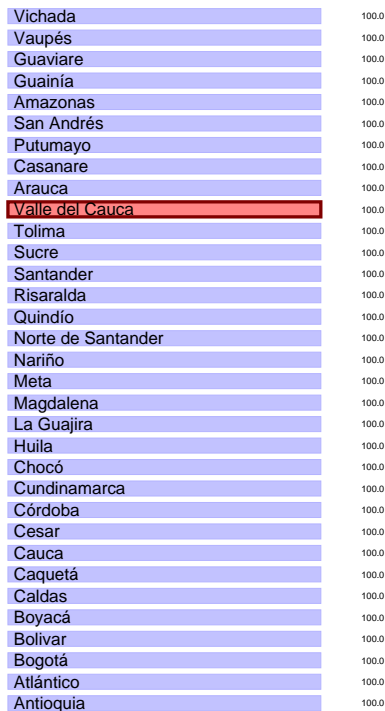 Vichada 100.0
Vaupés 100.0
Guaviare 100.0
Guainía 100.0
Amazonas 100.0
San Andrés 100.0
Putumayo 100.0
Casanare 100.0
Arauca 100.0
Valle del Cauca 100.0
Tolima 100.0
Sucre 100.0
Santander 100.0
Risaralda 100.0
Quindío 100.0
Norte de Santander 100.0
Nariño 100.0
Meta 100.0
Magdalena 100.0
La Guajira 100.0
Huila 100.0
Chocó 100.0
Cundinamarca 100.0
Córdoba 100.0
Cesar 100.0
Cauca 100.0
Caquetá 100.0
Caldas 100.0
Boyacá 100.0
Bolivar 100.0
Bogotá 100.0
Atlántico 100.0
Antioquia 100.0